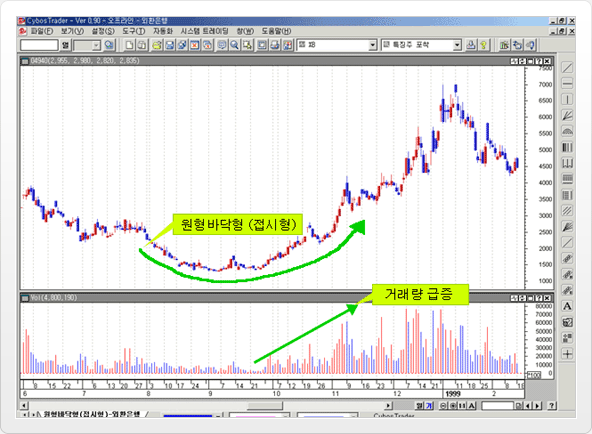 CybosTrader - Ver 0,90 - 오프라인 - 외환은행
파일(F) 보기(V) 설정(S) 도구(T) 자동화 시스템 트레이딩 창(W) 도움말(H)
일
특징주 포착
04940(2,955, 2,980, 2,820, 2,835)
7500
7000
6500
6000
5500
5000
4500
4000
3500
3000
2500
2000
1500
1000
원형바닥형 (접시형)
거래량 급증
Vol(4,800,190)
80000
70000
60000
50000
40000
30000
20000
10000
0
*100
8 15 22 6 13 20 27 3 10 17 24 7 14 21 12 19 26 9 16 23 7 14 21 11 18 25 8 18
6 7 8 9 10 11 12 1999 2
원형바닥형(접시형)-외환은행
월 기
CybosTrader